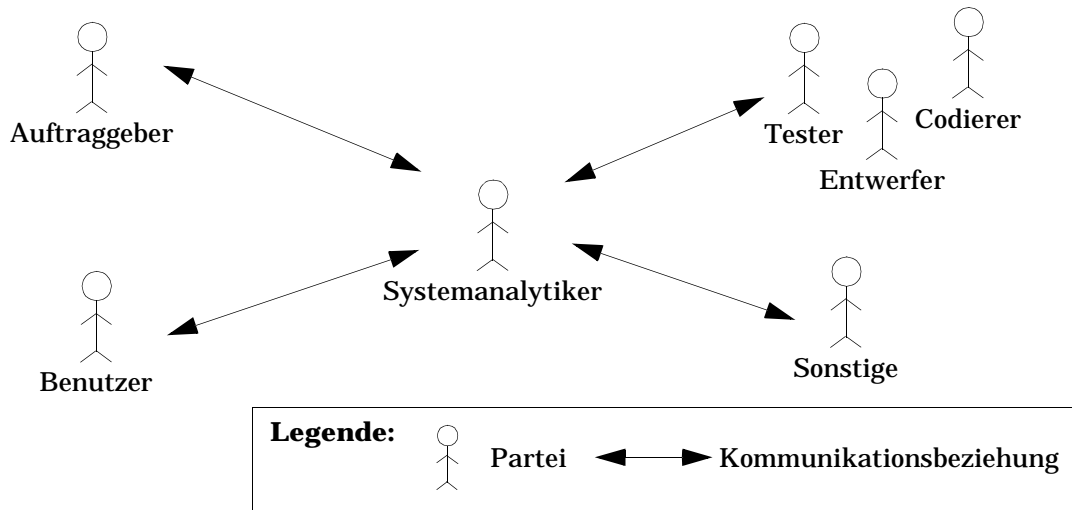 Auftraggeber
Tester
Codierer
Entwerfer
Systemanalytiker
Benutzer
Sonstige
Legende:
Partei
Kommunikationsbeziehung